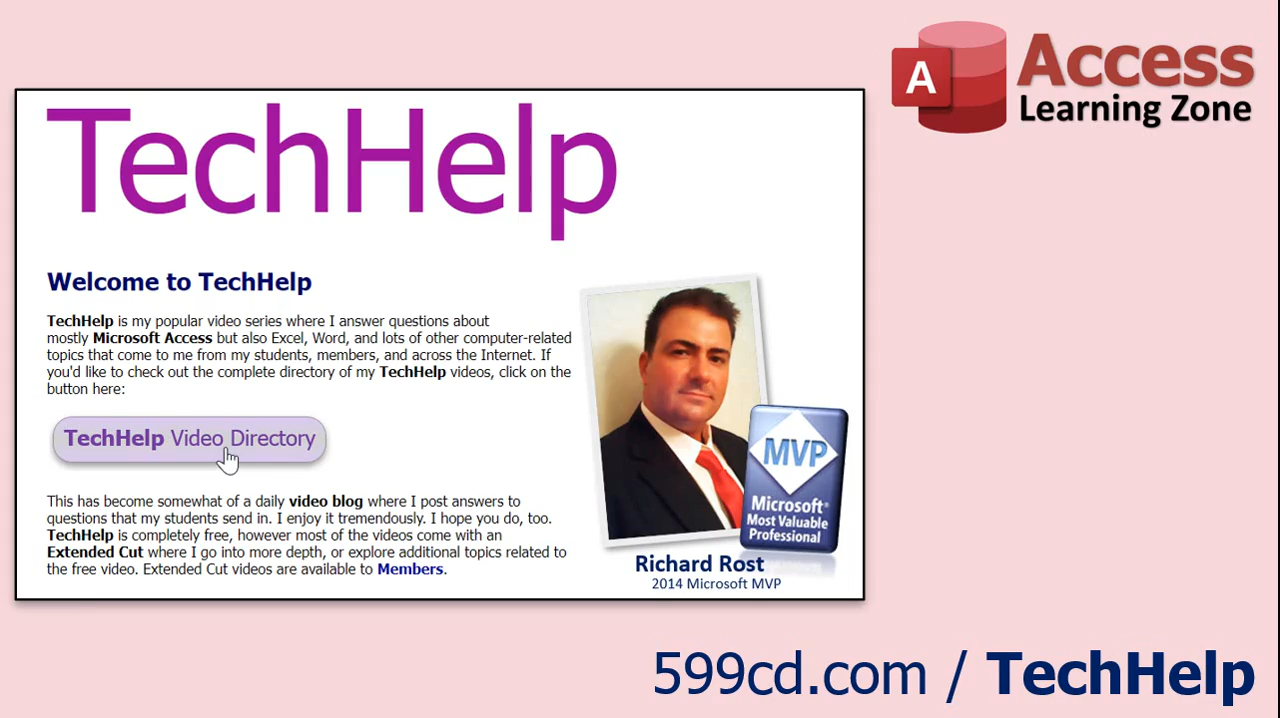 A Access
Learning Zone
TechHelp
Welcome to TechHelp
TechHelp is my popular video series where I answer questions about
mostly Microsoft Access but also Excel, Word, and lots of other computer-related
topics that come to me from my students, members, and across the Internet. If
you'd like to check out the complete directory of my TechHelp videos, click on the
button here:
TechHelp Video Directory
This has become somewhat of a daily video blog where I post answers to
questions that my students send in. I enjoy it tremendously. I hope you do, too.
TechHelp is completely free, however most of the videos come with an
Extended Cut where I go into more depth, or explore additional topics related to
the free video. Extended Cut videos are available to Members.
MVP
Microsoft®
Most Valuable
Professional
Richard Rost
2014 Microsoft MVP
599cd.com / TechHelp